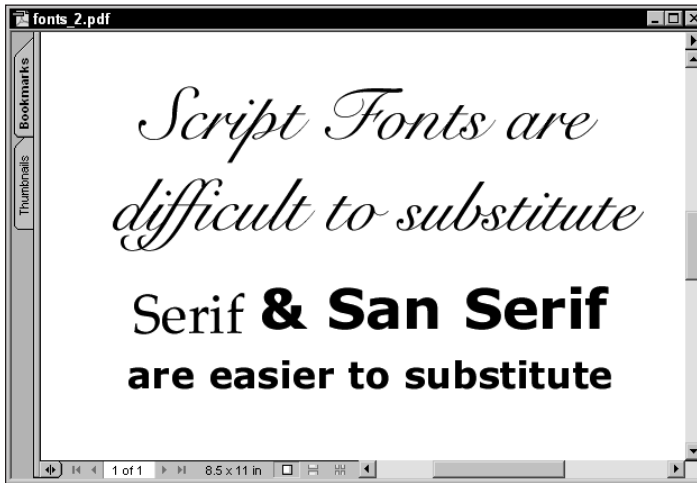 fonts_2.pdf
Bookmarks
Thumbnails
Script Fonts are
difficult to substitute
Serif & San Serif
are easier to substitute
1 of 1 8.5 x 11 in